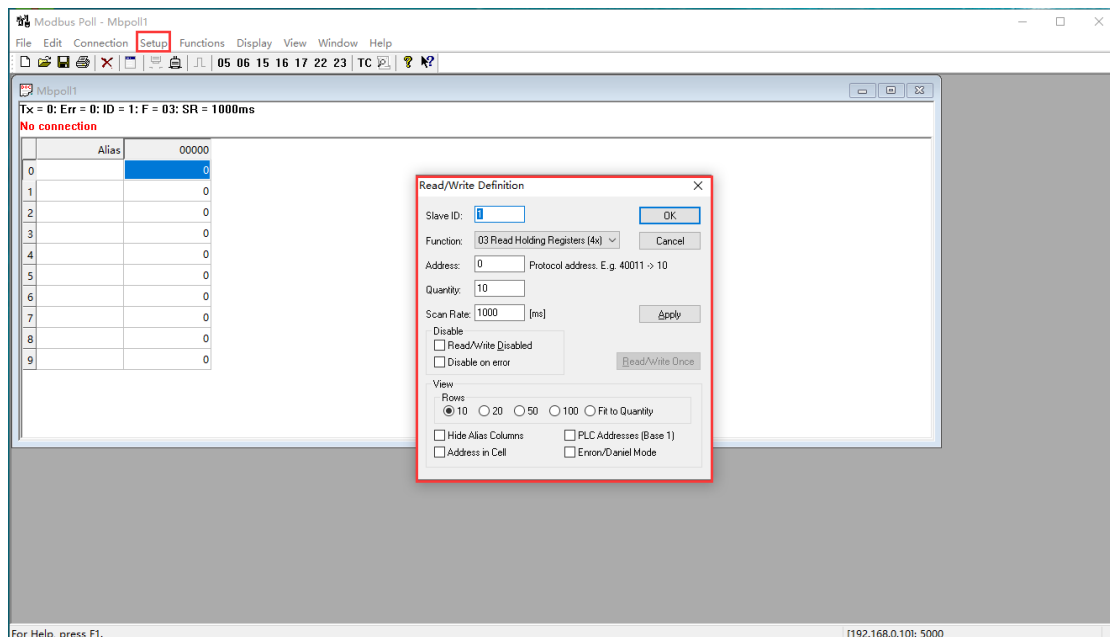 Modbus Poll - Mbpoll1
File Edit Connection Setup Functions Display View Window Help
05 06 15 16 17 22 23 TC
Mbpoll1
Tx = 0: Err = 0: ID = 1: F = 03: SR = 1000ms
No connection
Alias 00000
0 0
1 0
2 0
3 0
4 0
5 0
6 0
7 0
8 0
9 0
Read/Write Definition
Slave ID: 1 OK
Function: 03 Read Holding Registers (4x) Cancel
Address: 0 Protocol address. E.g. 40011 -> 10
Quantity: 10
Scan Rate: 1000 [ms] Apply
Disable
Read/Write Disabled
Disable on error Read/Write Once
View
Rows
10 20 50 100 Fit to Quantity
Hide Alias Columns PLC Addresses (Base 1)
Address in Cell Enron/Daniel Mode
For Help, press F1. [192.168.0.10]: 5000